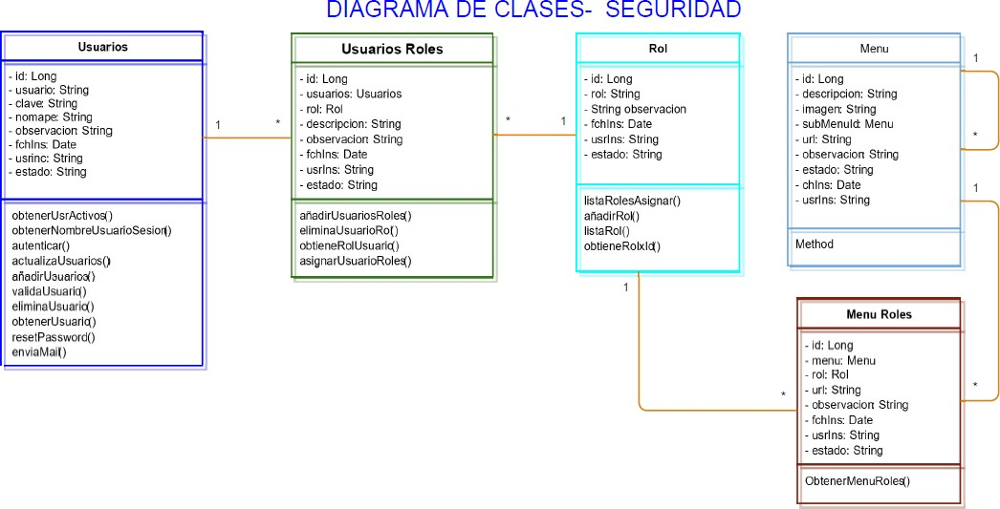 DIAGRAMA DE CLASES- SEGURIDAD
Usuarios
- id: Long
- usuario: String
- clave: String
- nomape: String
- observacion: String
- fchIns: Date
- usrinc: String
- estado: String
obtenerUsrActivos()
obtenerNombreUsuarioSesion()
autenticar()
actualizaUsuarios()
añadirUsuarios()
validaUsuario()
eliminaUsuario()
obtenerUsuario()
resetPassword()
enviaMail()
1
*
Usuarios Roles
- id: Long
- usuarios: Usuarios
- rol: Rol
- descripcion: String
- observacion: String
- fchIns: Date
- usrIns: String
- estado: String
añadirUsuariosRoles()
eliminaUsuarioRol()
obtieneRolUsuario()
asignarUsuarioRoles()
*
1
Rol
- id: Long
- rol: String
- String observacion
- fchIns: Date
- usrIns: String
- estado: String
listaRolesAsignar()
añadirRol()
listaRol()
obtieneRolxId()
1
*
Menu
- id: Long
- descripcion: String
- imagen: String
- subMenuId: Menu
- url: String
- observacion: String
- estado: String
- chIns: Date
- usrIns: String
Method
1
*
1
*
Menu Roles
- id: Long
- menu: Menu
- rol: Rol
- url: String
- observacion: String
- fchIns: Date
- usrIns: String
- estado: String
ObtenerMenuRoles()